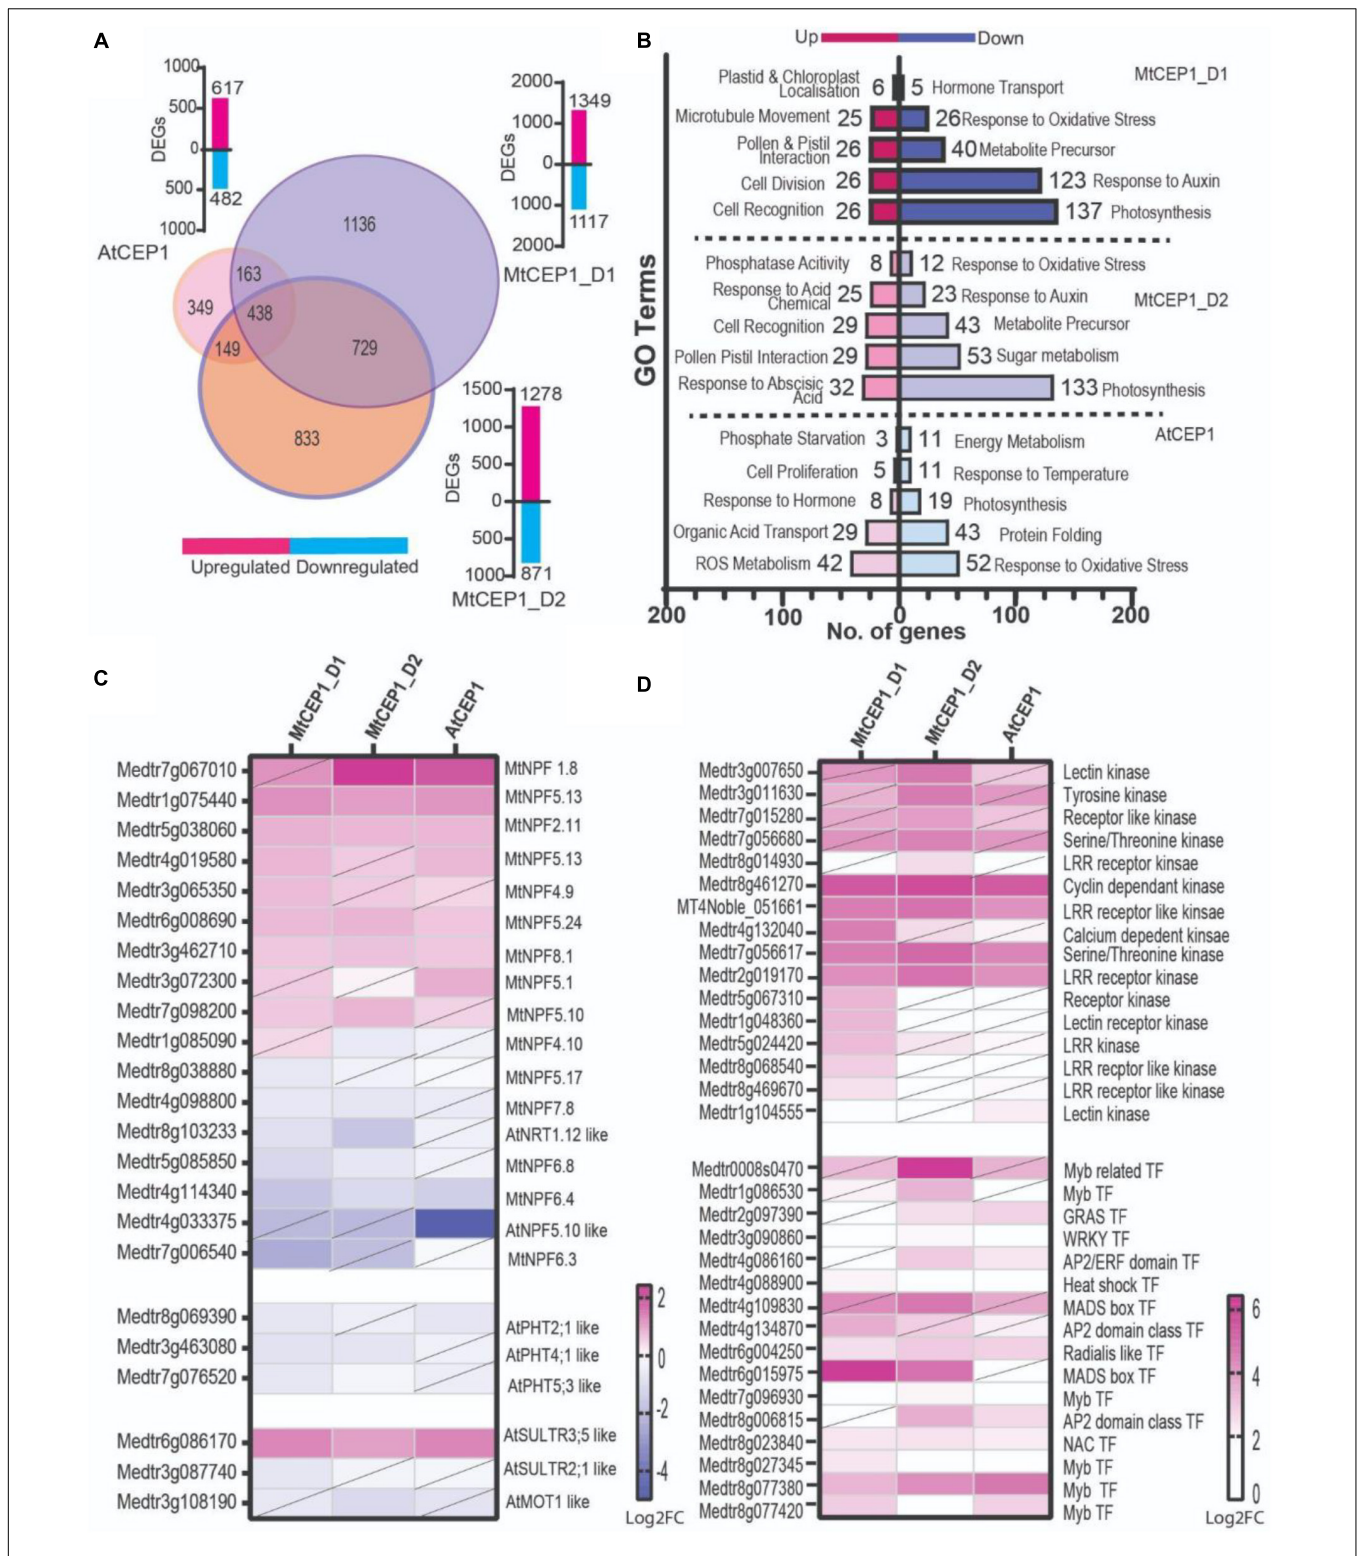 A
1000
617
500
DEGs
0
500
482
1000
AtCEP1
2000
1349
1000
DEGs
0
1000
1117
2000
MtCEP1_D1
1136
163
349
438
149
729
833
1500
1278
1000
DEGs
500
0
500
1000
871
MtCEP1_D2
Upregulated Downregulated
B
Up Down
GO Terms
MtCEP1_D1
Plastid & Chloroplast
Localisation 6 5 Hormone Transport
Microtubule Movement 25 26 Response to Oxidative Stress
Pollen & Pistil
Interaction 26 40 Metabolite Precursor
Cell Division 26 123 Response to Auxin
Cell Recognition 26 137 Photosynthesis
MtCEP1_D2
Phosphatase Acitivity 8 12 Response to Oxidative Stress
Response to Acid
Chemical 25 23 Response to Auxin
Cell Recognition 29 43 Metabolite Precursor
Pollen Pistil Interaction 29 53 Sugar metabolism
Response to Abscisic
Acid 32 133 Photosynthesis
AtCEP1
Phosphate Starvation 3 11 Energy Metabolism
Cell Proliferation 5 11 Response to Temperature
Response to Hormone 8 19 Photosynthesis
Organic Acid Transport 29 43 Protein Folding
ROS Metabolism 42 52 Response to Oxidative Stress
200 100 0 100 200
No. of genes
C
MtCEP1_D1 MtCEP1_D2 AtCEP1
Medtr7g067010 MtNPF 1.8
Medtr1g075440 MtNPF5.13
Medtr5g038060 MtNPF2.11
Medtr4g019580 MtNPF5.13
Medtr3g065350 MtNPF4.9
Medtr6g008690 MtNPF5.24
Medtr3g462710 MtNPF8.1
Medtr3g072300 MtNPF5.1
Medtr7g098200 MtNPF5.10
Medtr1g085090 MtNPF4.10
Medtr8g038880 MtNPF5.17
Medtr4g098800 MtNPF7.8
Medtr8g103233 AtNRT1.12 like
Medtr5g085850 MtNPF6.8
Medtr4g114340 MtNPF6.4
Medtr4g033375 AtNPF5.10 like
Medtr7g006540 MtNPF6.3
Medtr8g069390 AtPHT2;1 like
Medtr3g463080 AtPHT4;1 like
Medtr7g076520 AtPHT5;3 like
Medtr6g086170 AtSULTR3;5 like
Medtr3g087740 AtSULTR2;1 like
Medtr3g108190 AtMOT1 like
2
0
-2
-4
Log2FC
D
MtCEP1_D1 MtCEP1_D2 AtCEP1
Medtr3g007650 Lectin kinase
Medtr3g011630 Tyrosine kinase
Medtr7g015280 Receptor like kinase
Medtr7g056680 Serine/Threonine kinase
Medtr8g014930 LRR receptor kinsae
Medtr8g461270 Cyclin dependant kinase
MT4Noble_051661 LRR receptor like kinsae
Medtr4g132040 Calcium depedent kinsae
Medtr7g056617 Serine/Threonine kinase
Medtr2g019170 LRR receptor kinase
Medtr5g067310 Receptor kinase
Medtr1g048360 Lectin receptor kinase
Medtr5g024420 LRR kinase
Medtr8g068540 LRR recptor like kinase
Medtr8g469670 LRR receptor like kinase
Medtr1g104555 Lectin kinase
Medtr0008s0470 Myb related TF
Medtr1g086530 Myb TF
Medtr2g097390 GRAS TF
Medtr3g090860 WRKY TF
Medtr4g086160 AP2/ERF domain TF
Medtr4g088900 Heat shock TF
Medtr4g109830 MADS box TF
Medtr4g134870 AP2 domain class TF
Medtr6g004250 Radialis like TF
Medtr6g015975 MADS box TF
Medtr7g096930 Myb TF
Medtr8g006815 AP2 domain class TF
Medtr8g023840 NAC TF
Medtr8g027345 Myb TF
Medtr8g077380 Myb TF
Medtr8g077420 Myb TF
6
4
2
0
Log2FC